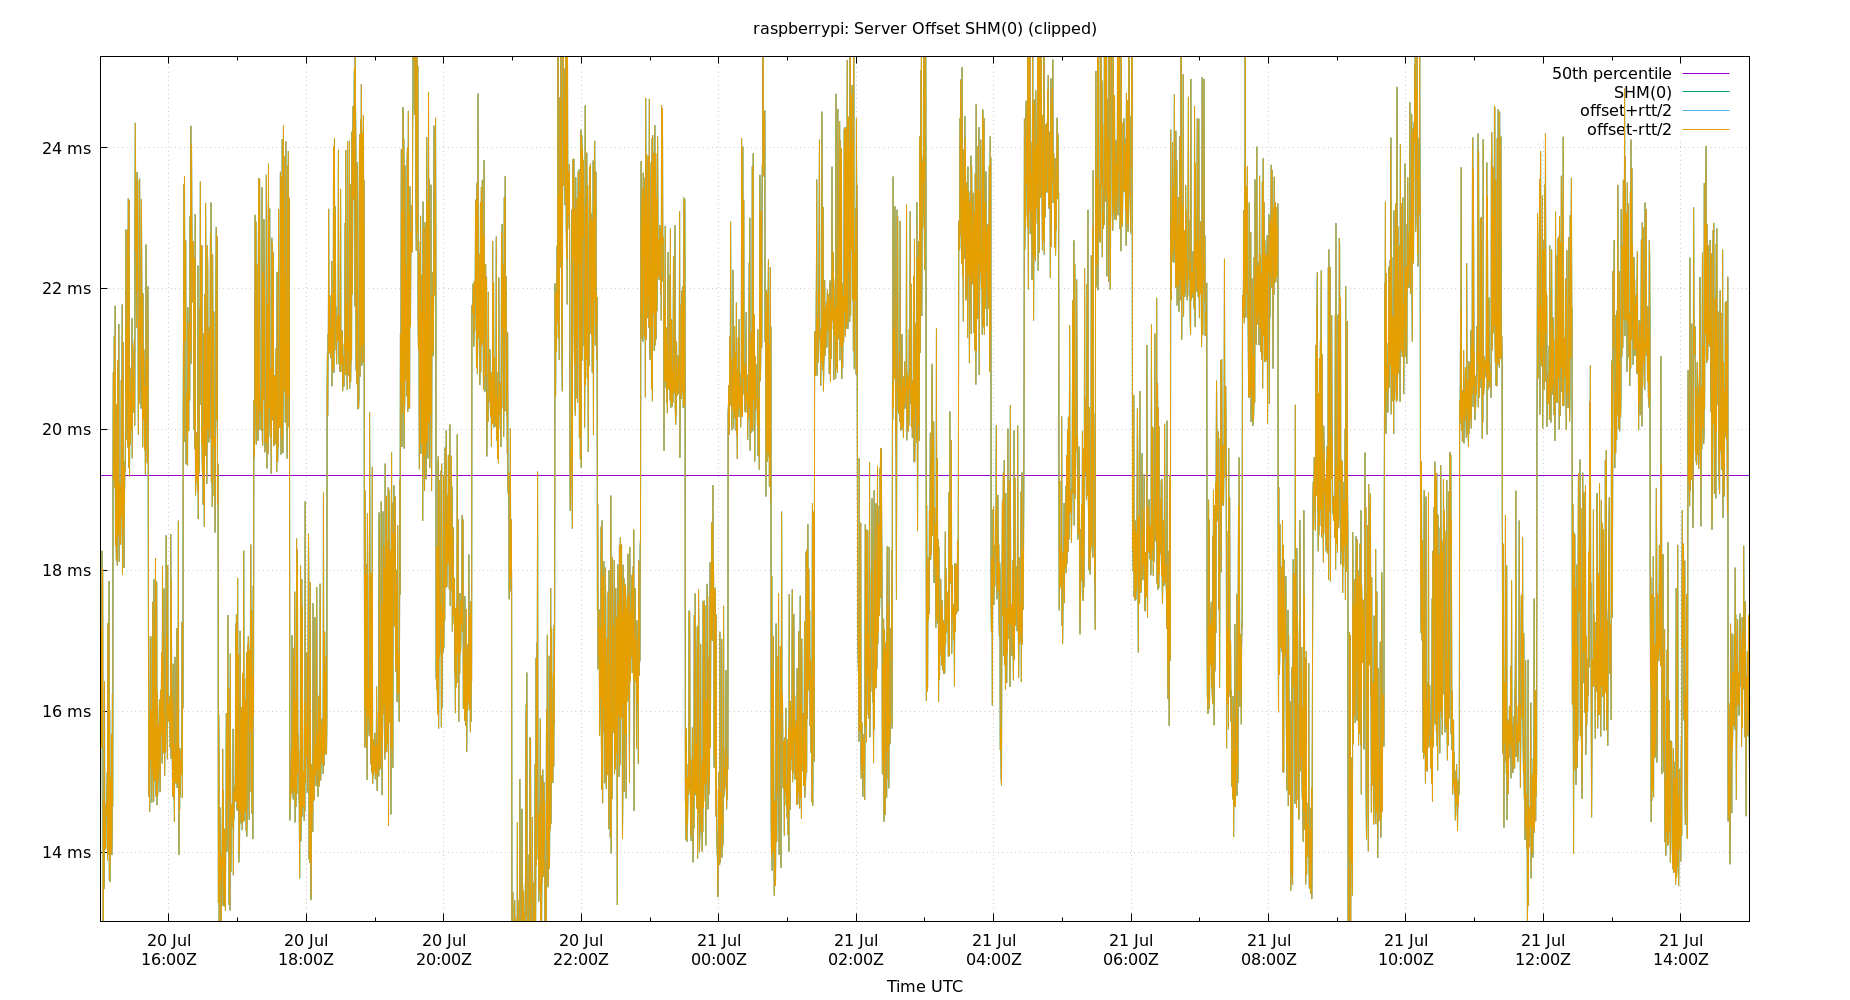 raspberrypi: Server Offset SHM(0) (clipped)
50th percentile
SHM(0)
offset+rtt/2
offset-rtt/2
24 ms
22 ms
20 ms
18 ms
16 ms
14 ms
20 Jul 20 Jul 20 Jul 20 Jul 21 Jul 21 Jul 21 Jul 21 Jul 21 Jul 21 Jul 21 Jul 21 Jul
16:00Z 18:00Z 20:00Z 22:00Z 00:00Z 02:00Z 04:00Z 06:00Z 08:00Z 10:00Z 12:00Z 14:00Z
Time UTC